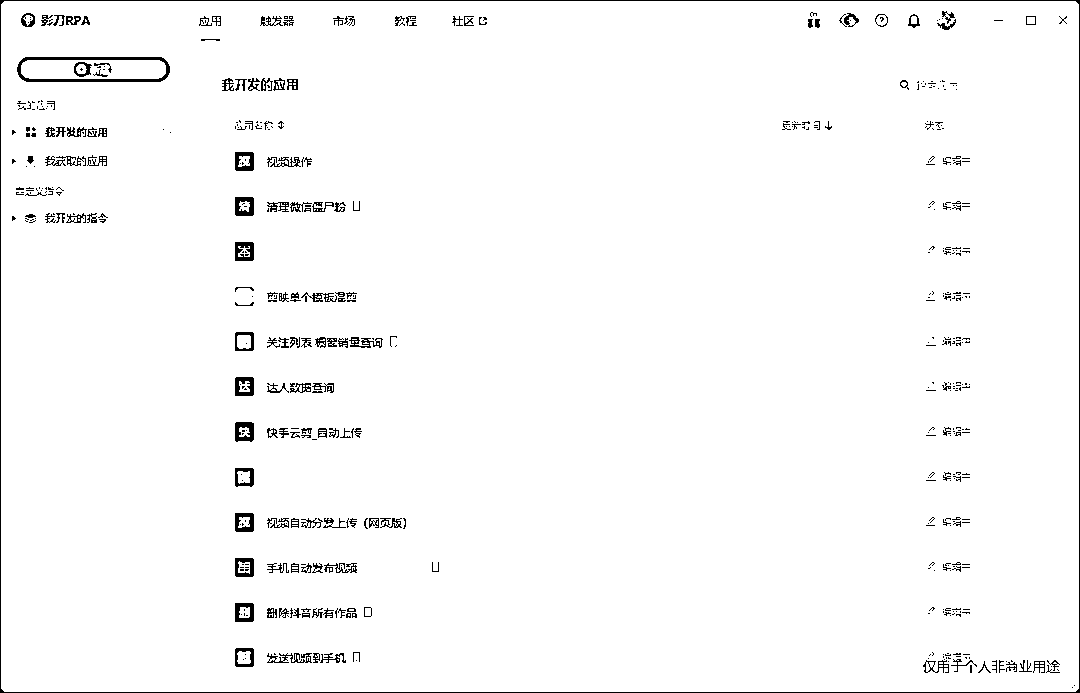 影刀RPA
应用 触发器 市场 教程 社区
新建
我的应用
我开发的应用
我获取的应用
自定义指令
我开发的指令
我开发的应用
搜索应用
应用名称 更新时间 状态
视频操作 编辑中
视 清理微信僵尸粉 编辑中
编辑中
剪映单个模板混剪 编辑中
关注列表 橱窗销量查询 编辑中
达 达人数据查询 编辑中
快 快手云剪_自动上传 编辑中
编辑中
视 视频自动分发上传（网页版） 编辑中
手机自动发布视频 编辑中
删 删除抖音所有作品 编辑中
发送视频到手机 编辑中
仅用于个人非商业用途